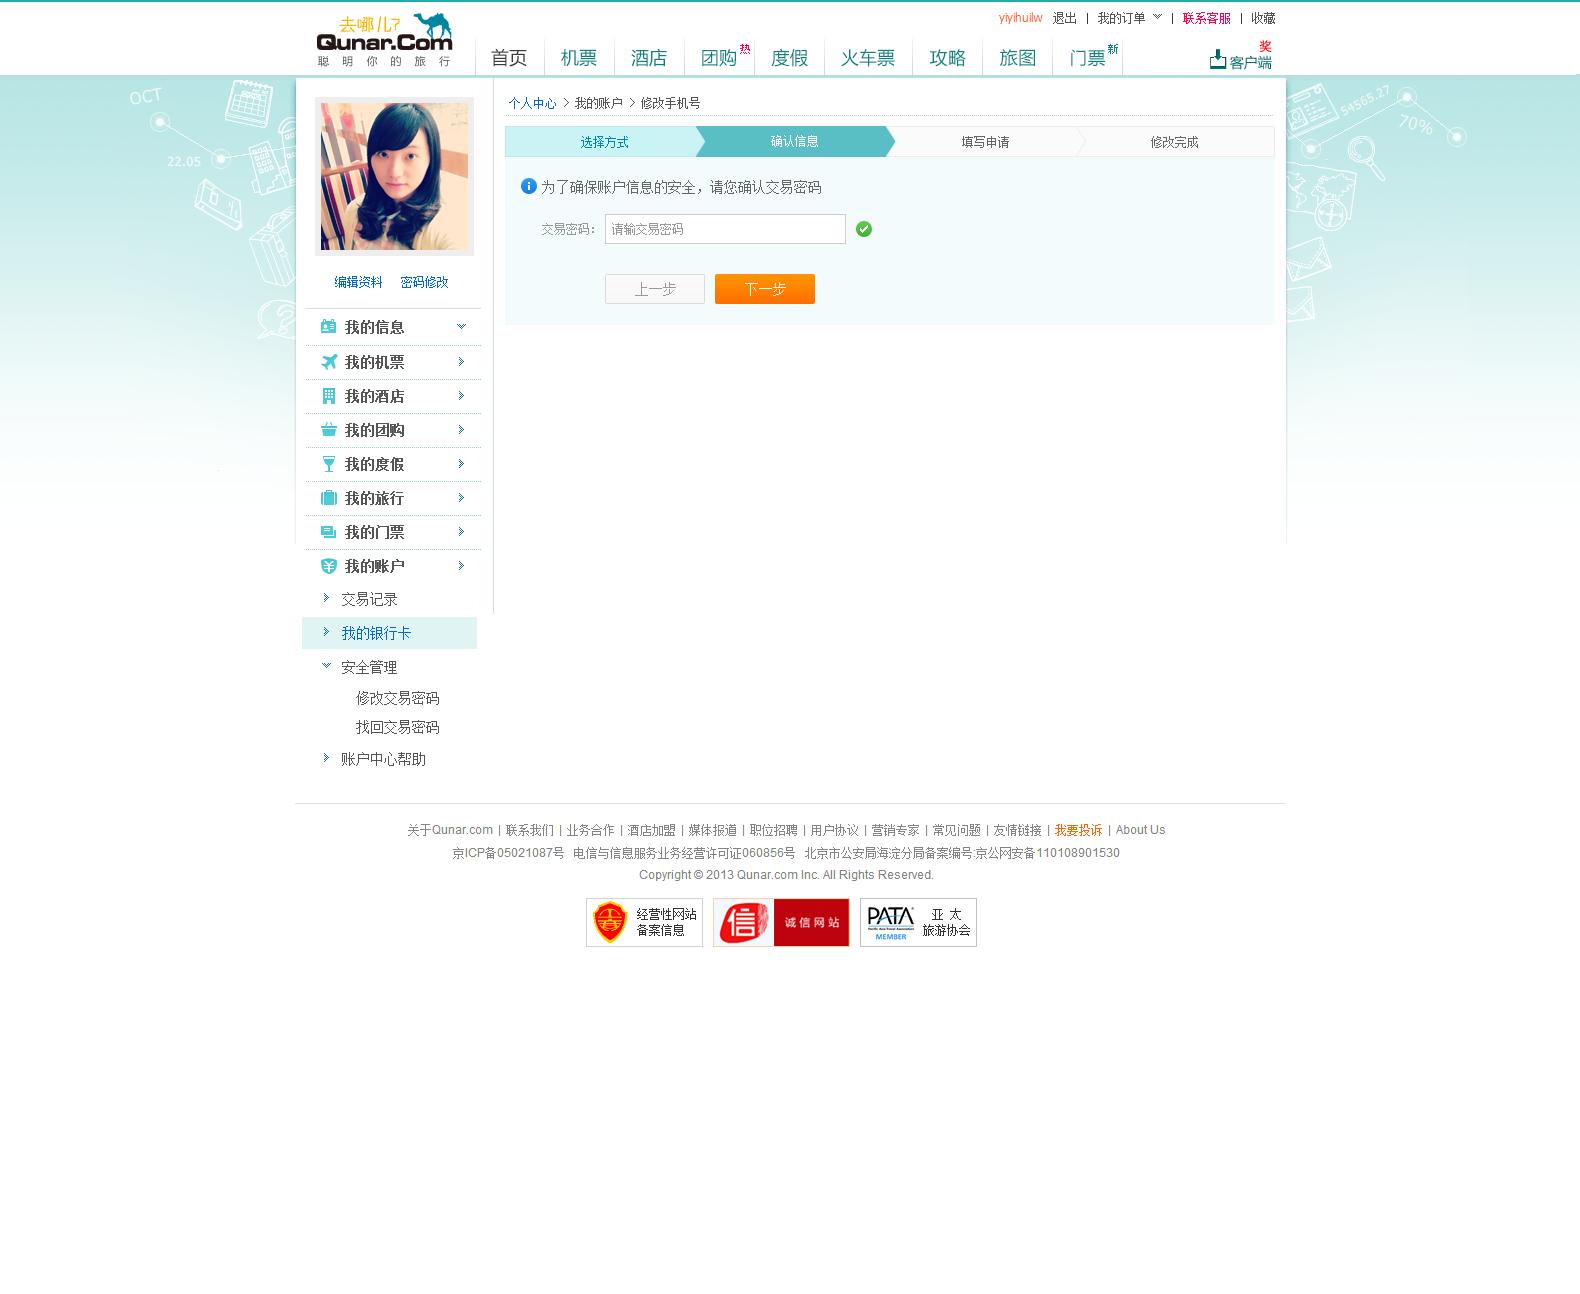 yiyihuilw 退出 | 我的订单 | 联系客服 | 收藏
去哪儿?
Qunar.Com
聪明你的旅行
首页 机票 酒店 团购 热 度假 火车票 攻略 旅图 门票 新
奖
客户端
OCT
22.05
54565.27
70%
个人中心 > 我的账户 > 修改手机号
选择方式 确认信息 填写申请 修改完成
为了确保账户信息的安全，请您确认交易密码
交易密码： 请输交易密码
上一步 下一步
编辑资料 密码修改
我的信息
我的机票
我的酒店
我的团购
我的度假
我的旅行
我的门票
我的账户
交易记录
我的银行卡
安全管理
修改交易密码
找回交易密码
账户中心帮助
关于Qunar.com | 联系我们 | 业务合作 | 酒店加盟 | 媒体报道 | 职位招聘 | 用户协议 | 营销专家 | 常见问题 | 友情链接 | 我要投诉 | About Us
京ICP备05021087号 电信与信息服务业务经营许可证060856号 北京市公安局海淀分局备案编号:京公网安备110108901530
Copyright © 2013 Qunar.com Inc. All Rights Reserved.
经营性网站
备案信息
信 诚信网站
PATA
MEMBER
亚 太
旅游协会